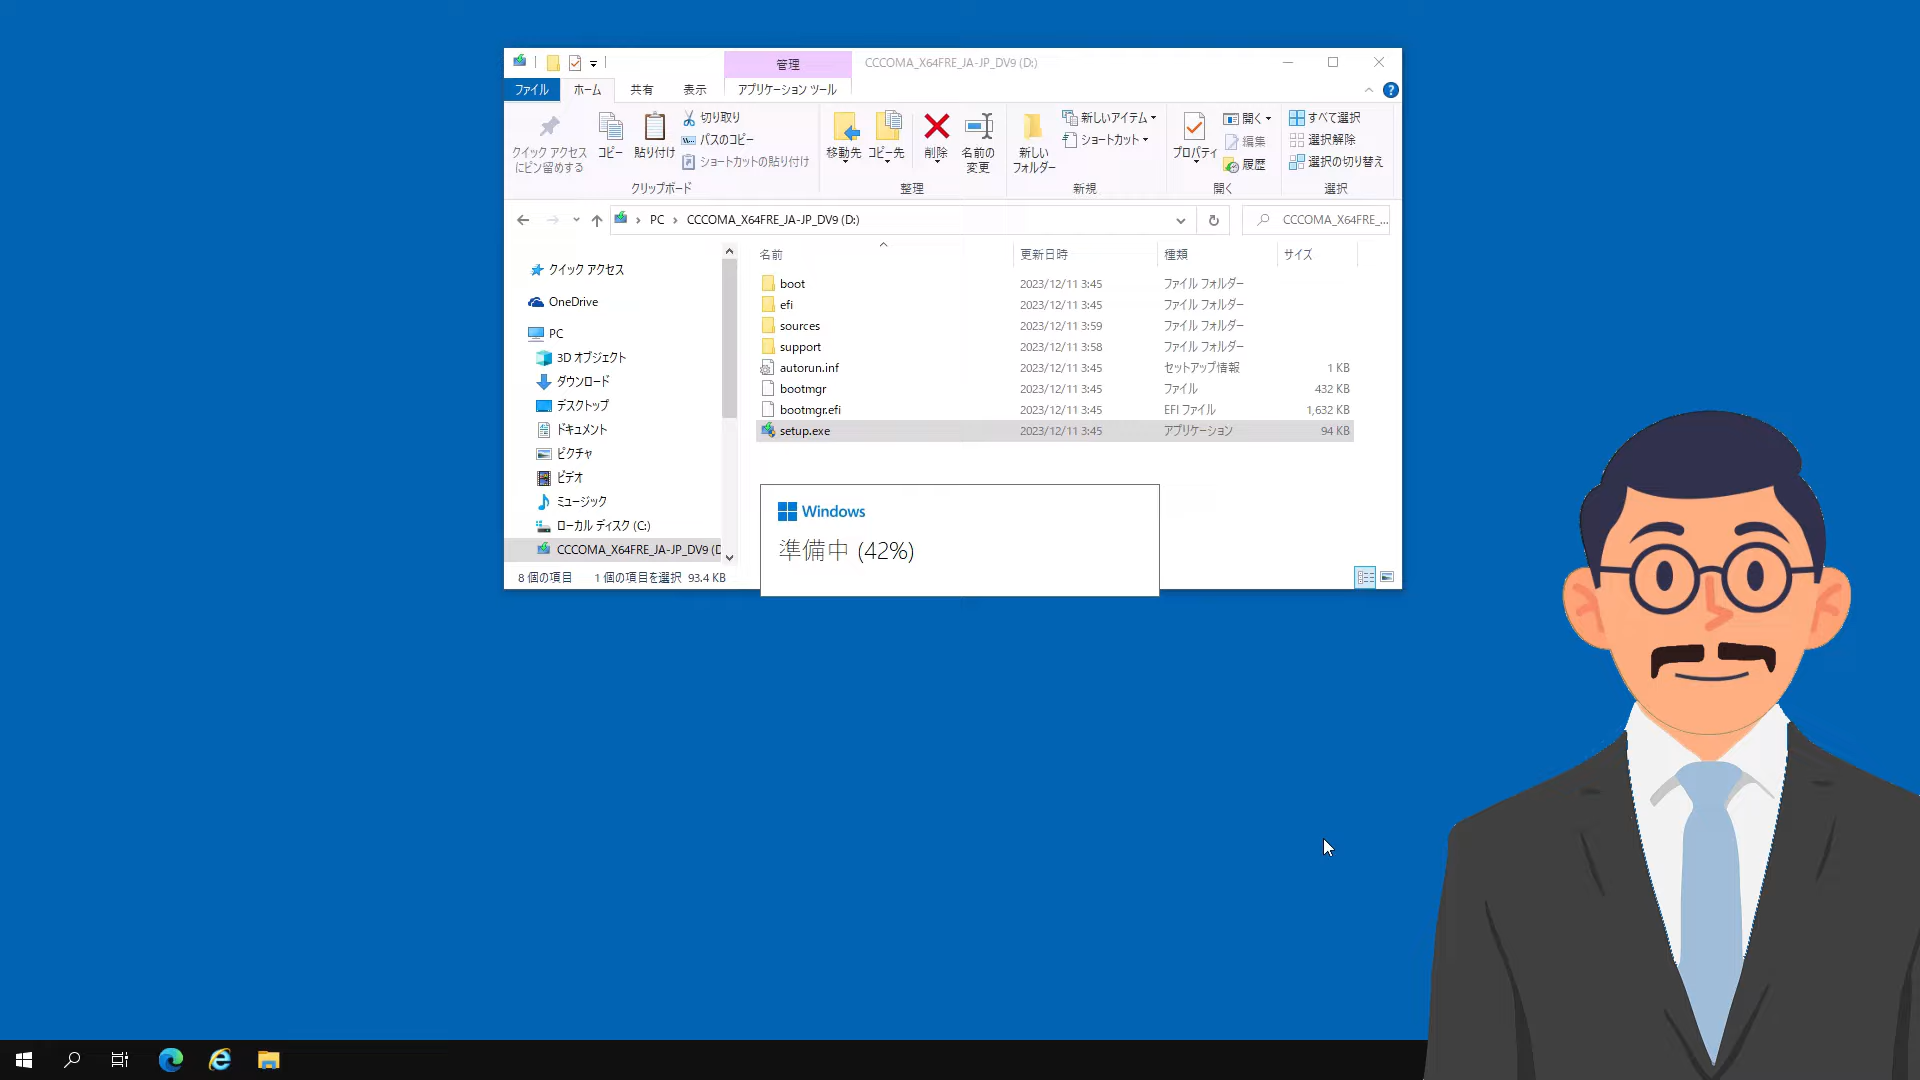 管理
CCCOMA_X64FRE_JA-JP_DV9 (D:)
ファイル ホーム 共有 表示 アプリケーション ツール
クイック アクセス
にピン留めする
コピー
貼り付け
切り取り
パスのコピー
ショートカットの貼り付け
クリップボード
移動先
コピー先
削除
名前の
変更
整理
新しい
フォルダー
新しいアイテム
ショートカット
新規
プロパティ
開く
編集
履歴
開く
すべて選択
選択解除
選択の切り替え
選択
PC › CCCOMA_X64FRE_JA-JP_DV9 (D:)
CCCOMA_X64FRE_...
クイック アクセス
OneDrive
PC
3D オブジェクト
ダウンロード
デスクトップ
ドキュメント
ピクチャ
ビデオ
ミュージック
ローカル ディスク (C:)
CCCOMA_X64FRE_JA-JP_DV9 (D
名前 更新日時 種類 サイズ
boot 2023/12/11 3:45 ファイル フォルダー
efi 2023/12/11 3:45 ファイル フォルダー
sources 2023/12/11 3:59 ファイル フォルダー
support 2023/12/11 3:58 ファイル フォルダー
autorun.inf 2023/12/11 3:45 セットアップ情報 1 KB
bootmgr 2023/12/11 3:45 ファイル 432 KB
bootmgr.efi 2023/12/11 3:45 EFI ファイル 1,632 KB
setup.exe 2023/12/11 3:45 アプリケーション 94 KB
Windows
準備中 (42%)
8 個の項目 1 個の項目を選択 93.4 KB